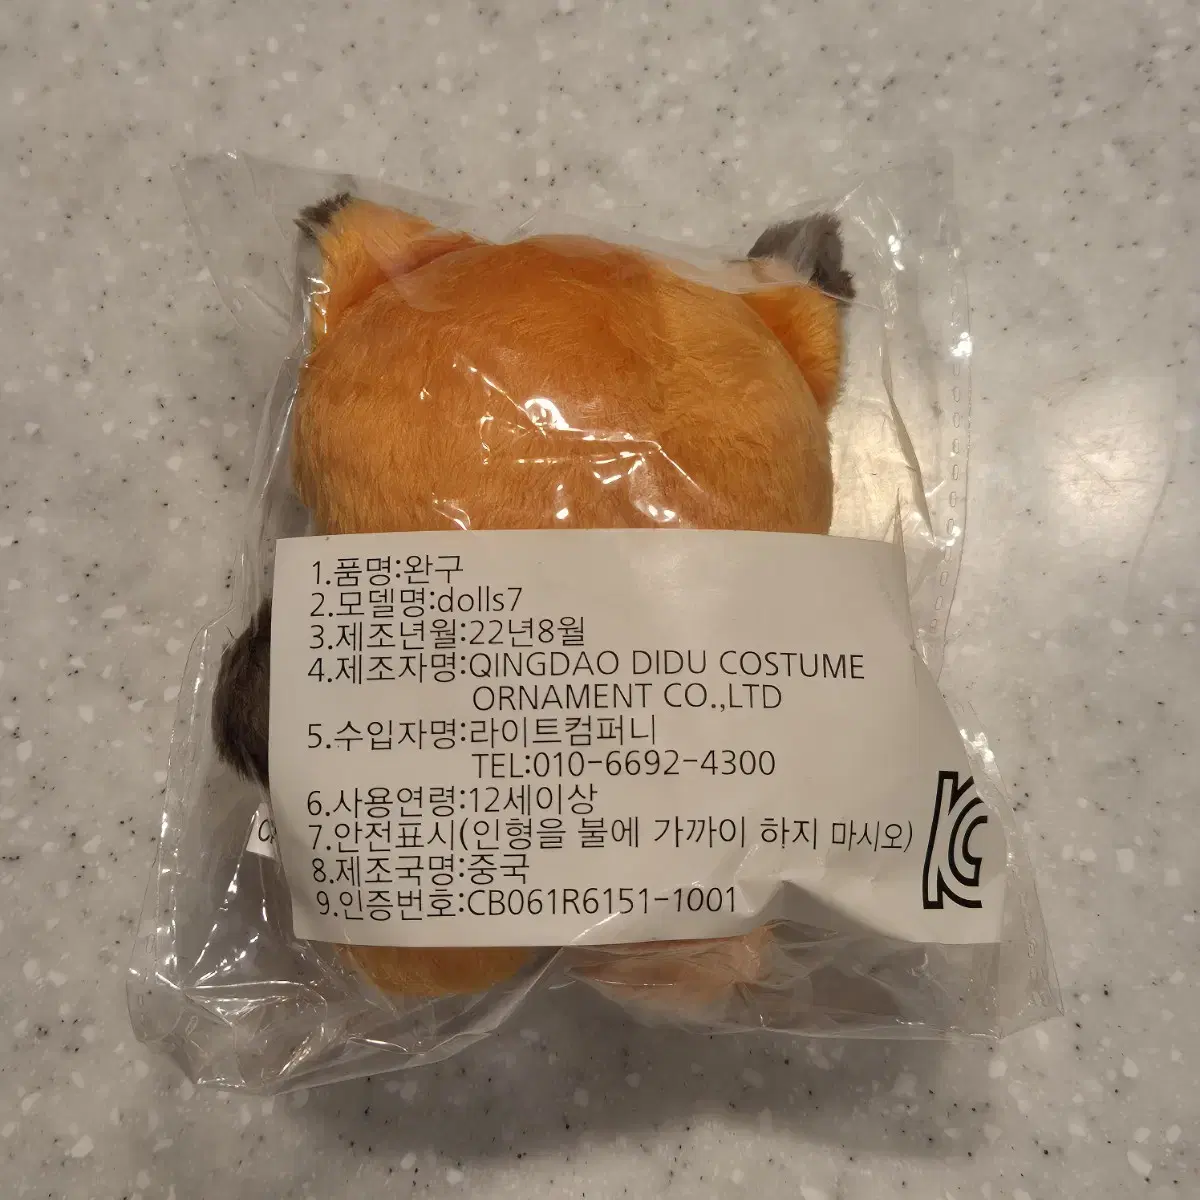 1.품명:완구
2.모델명:dolls7
3.제조년월:22년8월
4.제조자명:QINGDAO DIDU COSTUME
ORNAMENT CO.,LTD
5.수입자명:라이트컴퍼니
TEL:010-6692-4300
6.사용연령:12세이상
7.안전표시(인형을 불에 가까이 하지 마시오)
8.제조국명:중국
9.인증번호:CB061R6151-1001